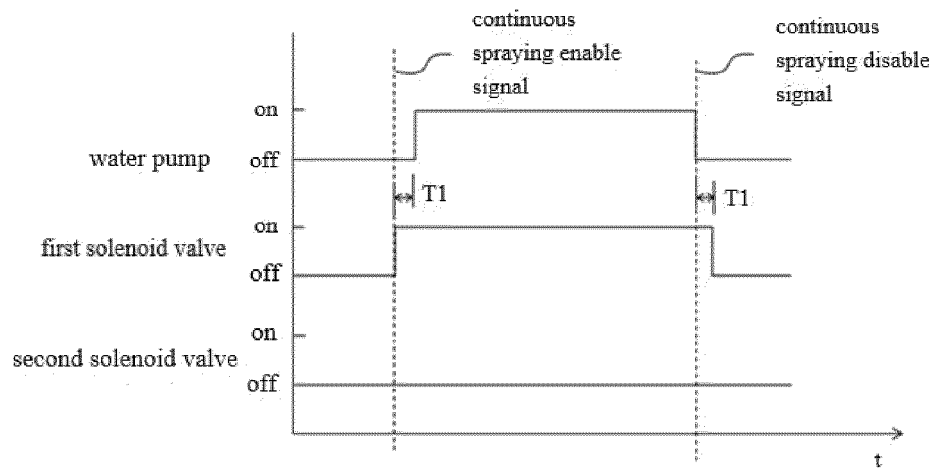 continuous
spraying enable
signal
continuous
spraying disable
signal
on
off
water pump
T1
T1
on
first solenoid valve
off
on
second solenoid valve
off
t